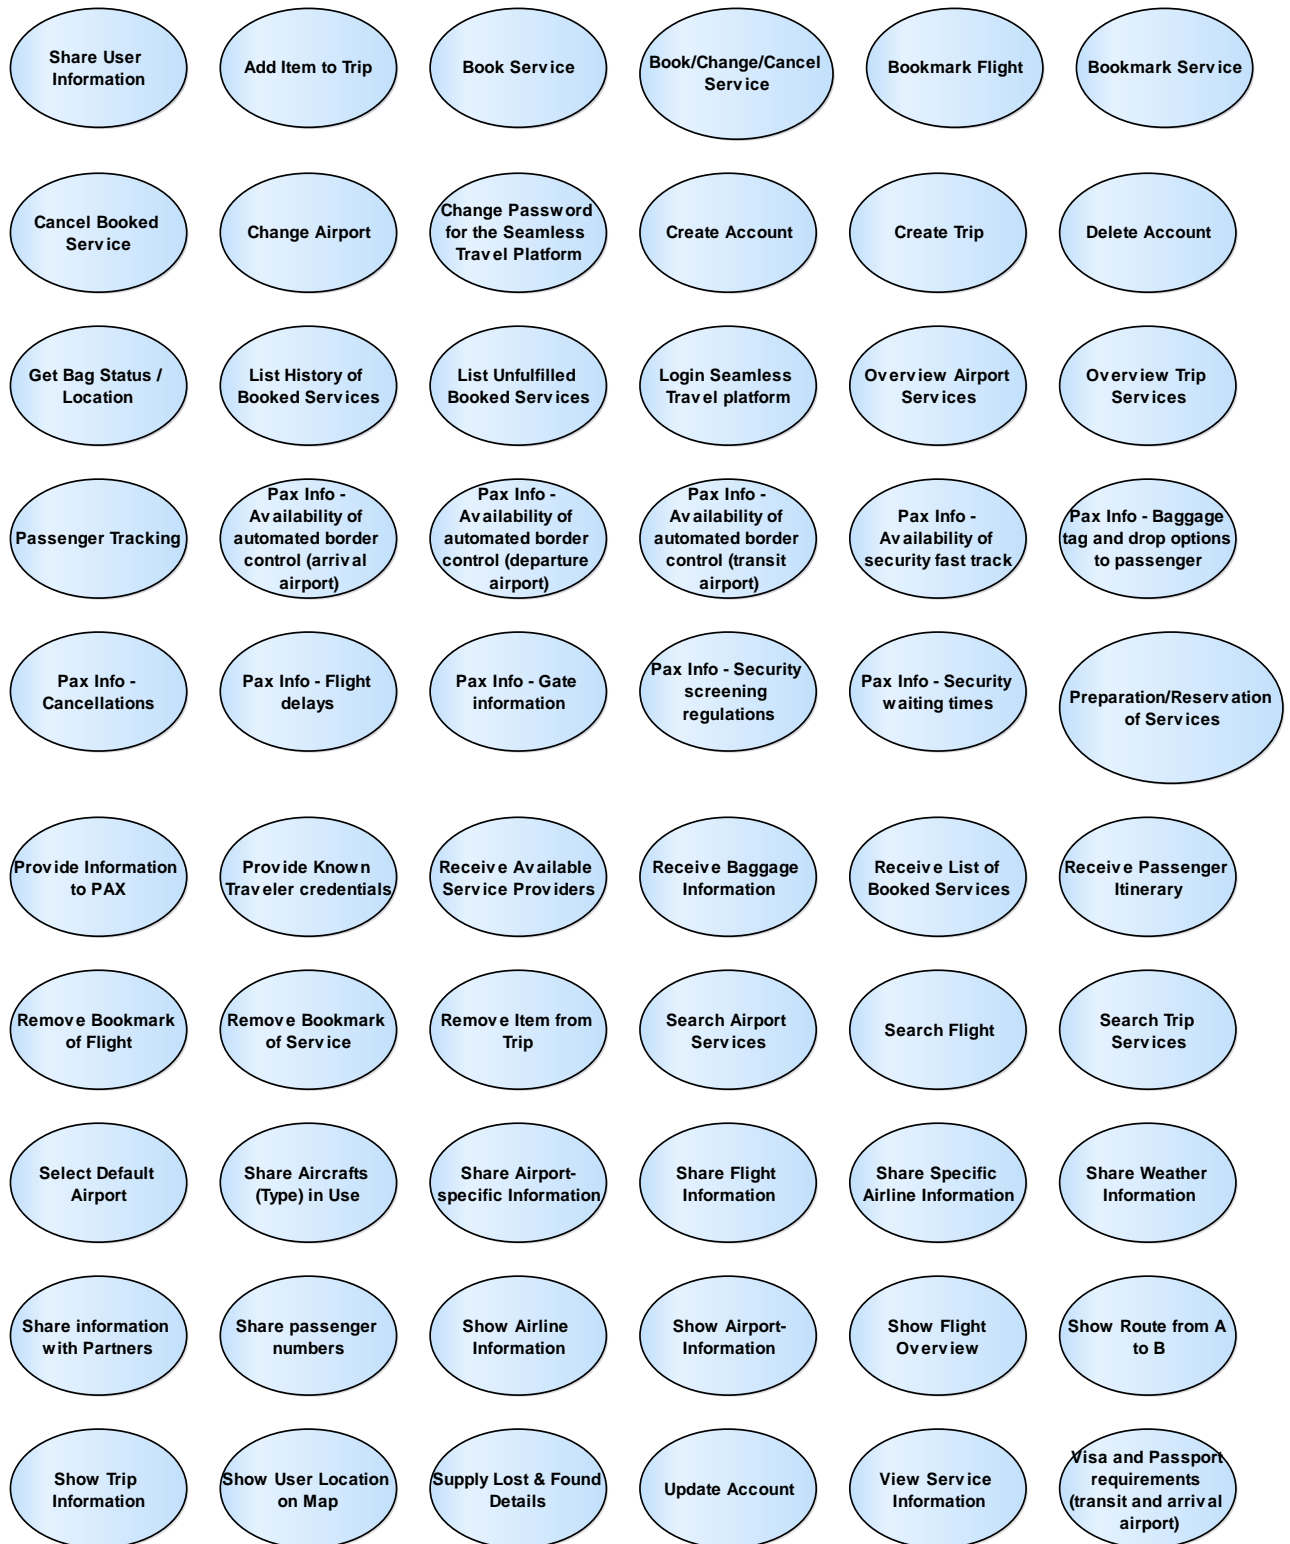 Share User
Information
Add Item to Trip
Book Service
Book/Change/Cancel
Service
Bookmark Flight
Bookmark Service
Cancel Booked
Service
Change Airport
Change Password
for the Seamless
Travel Platform
Create Account
Create Trip
Delete Account
Get Bag Status /
Location
List History of
Booked Services
List Unfulfilled
Booked Services
Login Seamless
Travel platform
Overview Airport
Services
Overview Trip
Services
Passenger Tracking
Pax Info -
Availability of
automated border
control (arrival
airport)
Pax Info -
Availability of
automated border
control (departure
airport)
Pax Info -
Availability of
automated border
control (transit
airport)
Pax Info -
Availability of
security fast track
Pax Info - Baggage
tag and drop options
to passenger
Pax Info -
Cancellations
Pax Info - Flight
delays
Pax Info - Gate
information
Pax Info - Security
screening
regulations
Pax Info - Security
waiting times
Preparation/Reservation
of Services
Provide Information
to PAX
Provide Known
Traveler credentials
Receive Available
Service Providers
Receive Baggage
Information
Receive List of
Booked Services
Receive Passenger
Itinerary
Remove Bookmark
of Flight
Remove Bookmark
of Service
Remove Item from
Trip
Search Airport
Services
Search Flight
Search Trip
Services
Select Default
Airport
Share Aircrafts
(Type) in Use
Share Airport-
specific Information
Share Flight
Information
Share Specific
Airline Information
Share Weather
Information
Share information
with Partners
Share passenger
numbers
Show Airline
Information
Show Airport-
Information
Show Flight
Overview
Show Route from A
to B
Show Trip
Information
Show User Location
on Map
Supply Lost & Found
Details
Update Account
View Service
Information
Visa and Passport
requirements
(transit and arrival
airport)